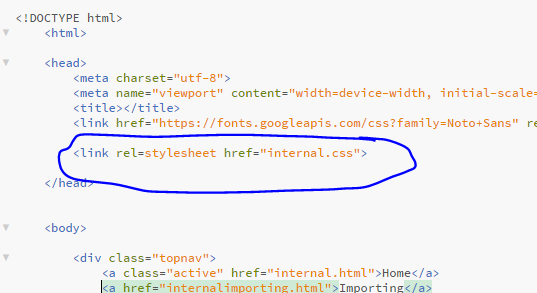 <!DOCTYPE html>
<html>
<head>
<meta charset="utf-8">
<meta name="viewport" content="width=device-width, initial-scale=
<title></title>
<link href="https://fonts.googleapis.com/css?family=Noto+Sans" re
<link rel=stylesheet href="internal.css">
</head>
<body>
<div class="topnav">
<a class="active" href="internal.html">Home</a>
<a href="internalimporting.html">Importing</a>